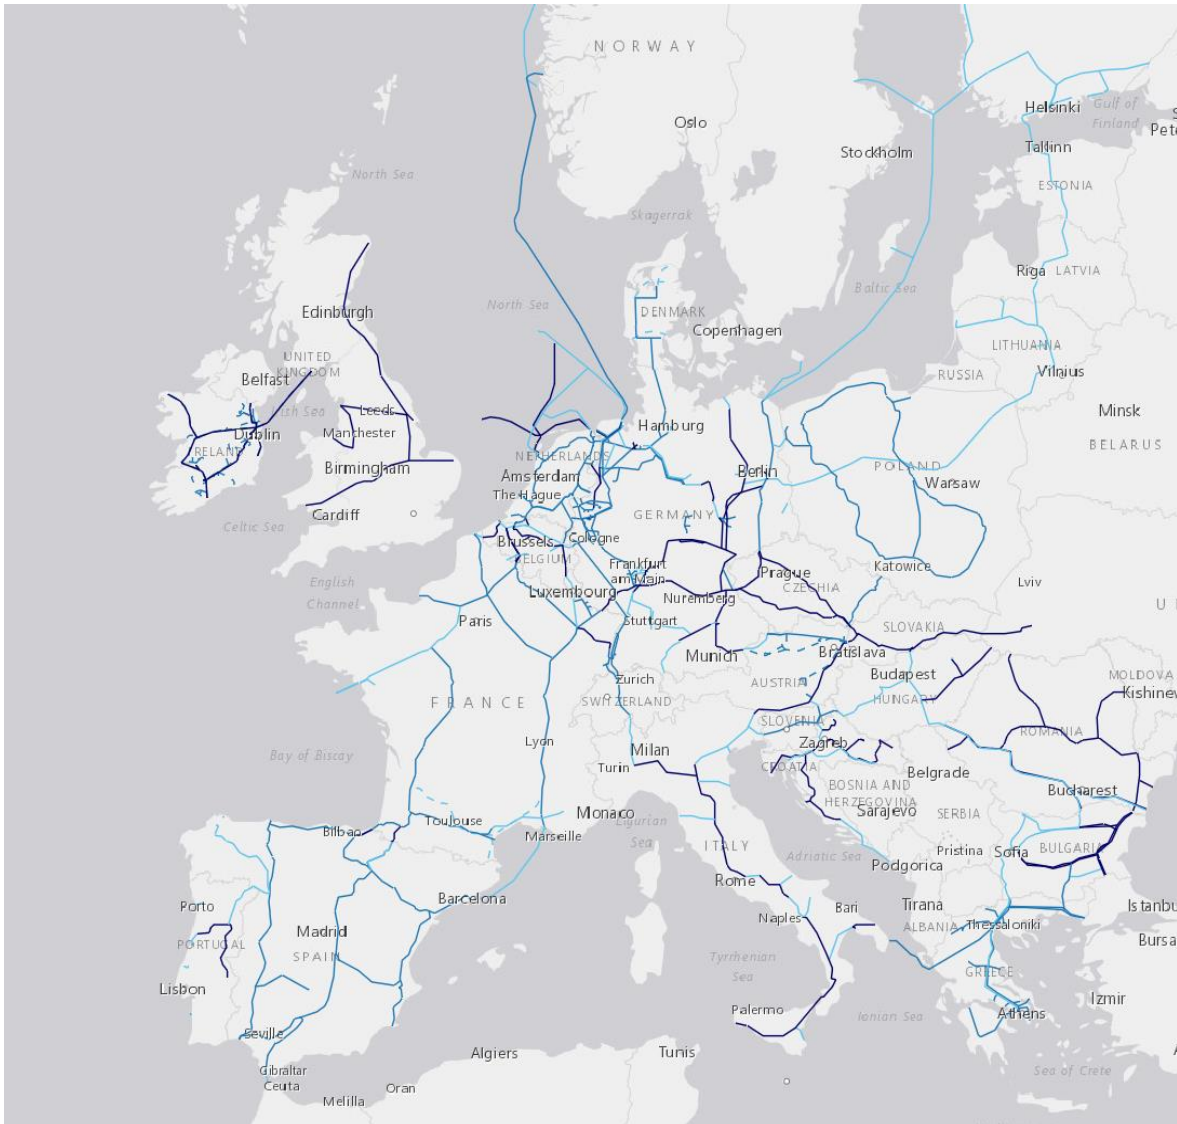 NORWAY
Oslo
Stockholm
Helsinki
Gulf of
Finland
Pete
Tallinn
ESTONIA
North Sea
Skagerrak
Riga
LATVIA
Baltic Sea
North Sea
Edinburgh
DENMARK
Copenhagen
LITHUANIA
Vilnius
RUSSIA
UNITED
KINGDOM
Belfast
Irish Sea
Leeds
Dublin
Manchester
IRELAND
Birmingham
Hamburg
Minsk
BELARUS
NETHERLANDS
Amsterdam
The Hague
Berlin
POLAND
Warsaw
Cardiff
Celtic Sea
GERMANY
Brussels
Cologne
BELGIUM
Frankfurt
am Main
Prague
CZECHIA
Katowice
Lviv
English
Channel
Luxembourg
Nuremberg
Paris
Stuttgart
SLOVAKIA
U
Munich
Bratislava
Zurich
AUSTRIA
Budapest
MOLDOVA
Kishinev
FRANCE
SWITZERLAND
HUNGARY
SLOVENIA
ROMANIA
Lyon
Milan
Zagreb
Bay of Biscay
Turin
CROATIA
Belgrade
BOSNIA AND
HERZEGOVINA
Bucharest
Monaco
Sarajevo
SERBIA
Toulouse
Bilbao
Marseille
Ligurian
Sea
ITALY
Adriatic Sea
Pristina
Sofia
BULGARIA
Podgorica
Rome
Barcelona
Porto
Naples
Bari
Tirana
Istanbu
ALBANIA
Thessaloniki
Madrid
PORTUGAL
SPAIN
Bursa
Tyrrhenian
Sea
GREECE
Lisbon
Izmir
Palermo
Ionian Sea
Athens
Seville
Algiers
Tunis
Gibraltar
Ceuta
Oran
Sea of Crete
Melilla